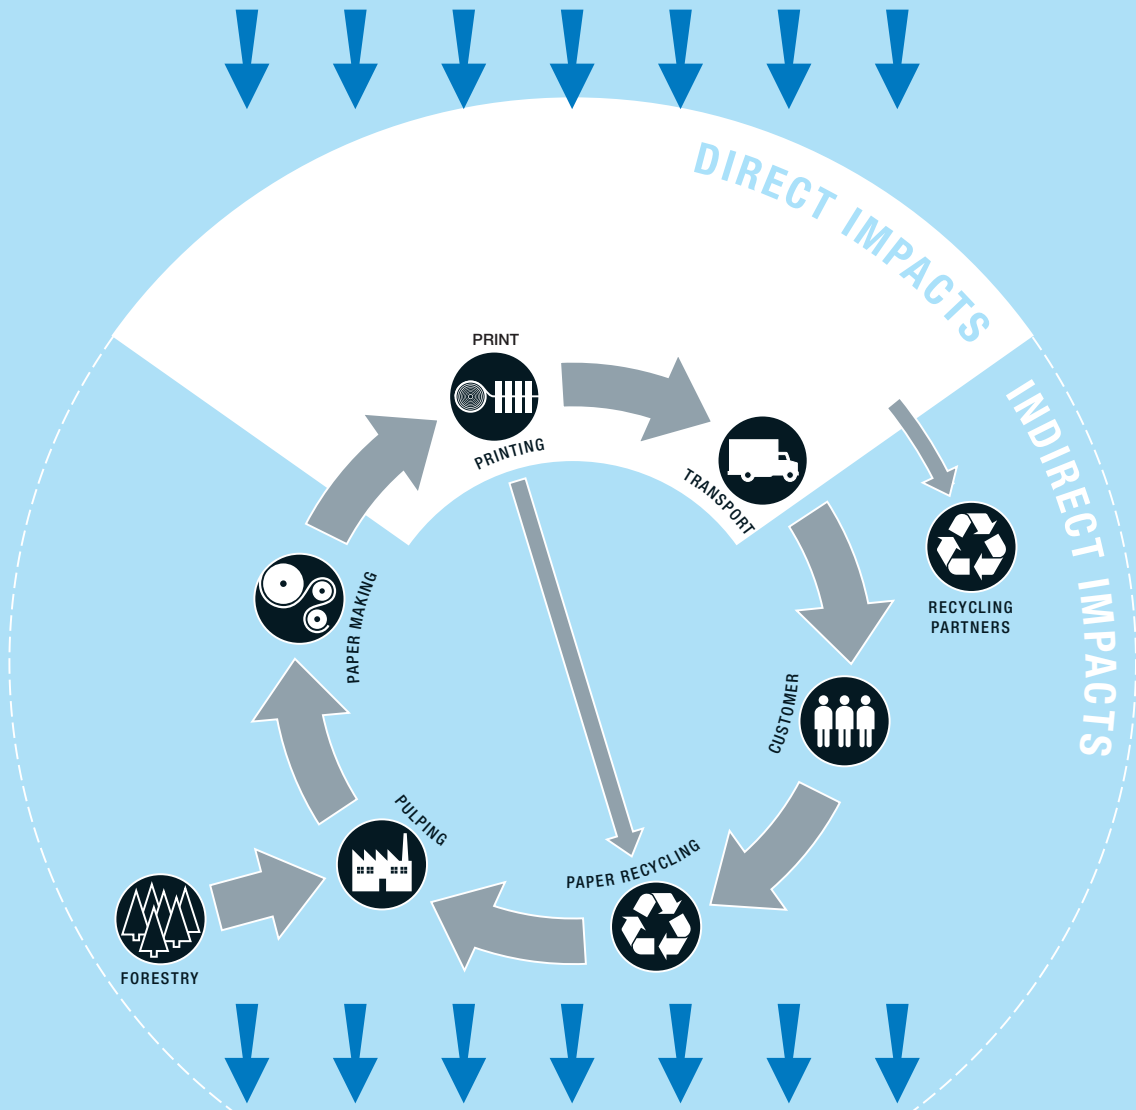 DIRECT IMPACTS
INDIRECT IMPACTS
PRINT
PRINTING
TRANSPORT
RECYCLING
PARTNERS
PAPER MAKING
CUSTOMER
PULPING
PAPER RECYCLING
FORESTRY